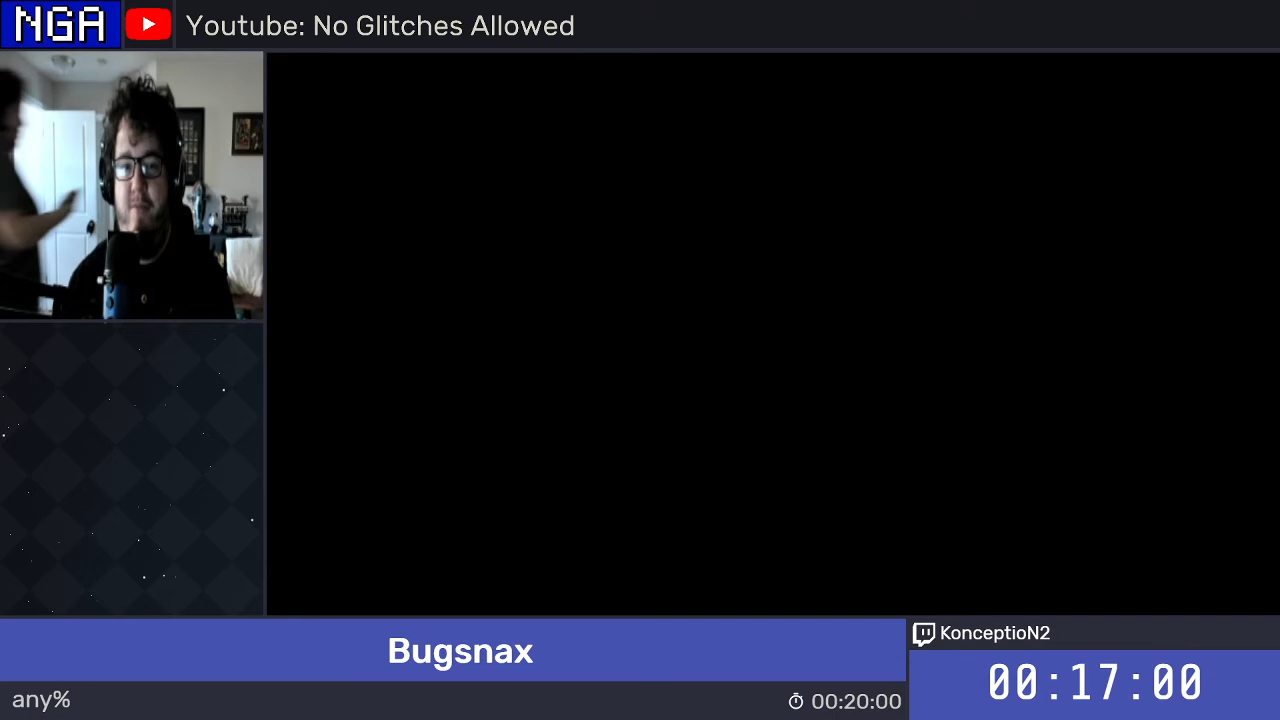 NGA
Youtube: No Glitches Allowed
Bugsnax
any%
00:20:00
KonceptioN2
00:17:00